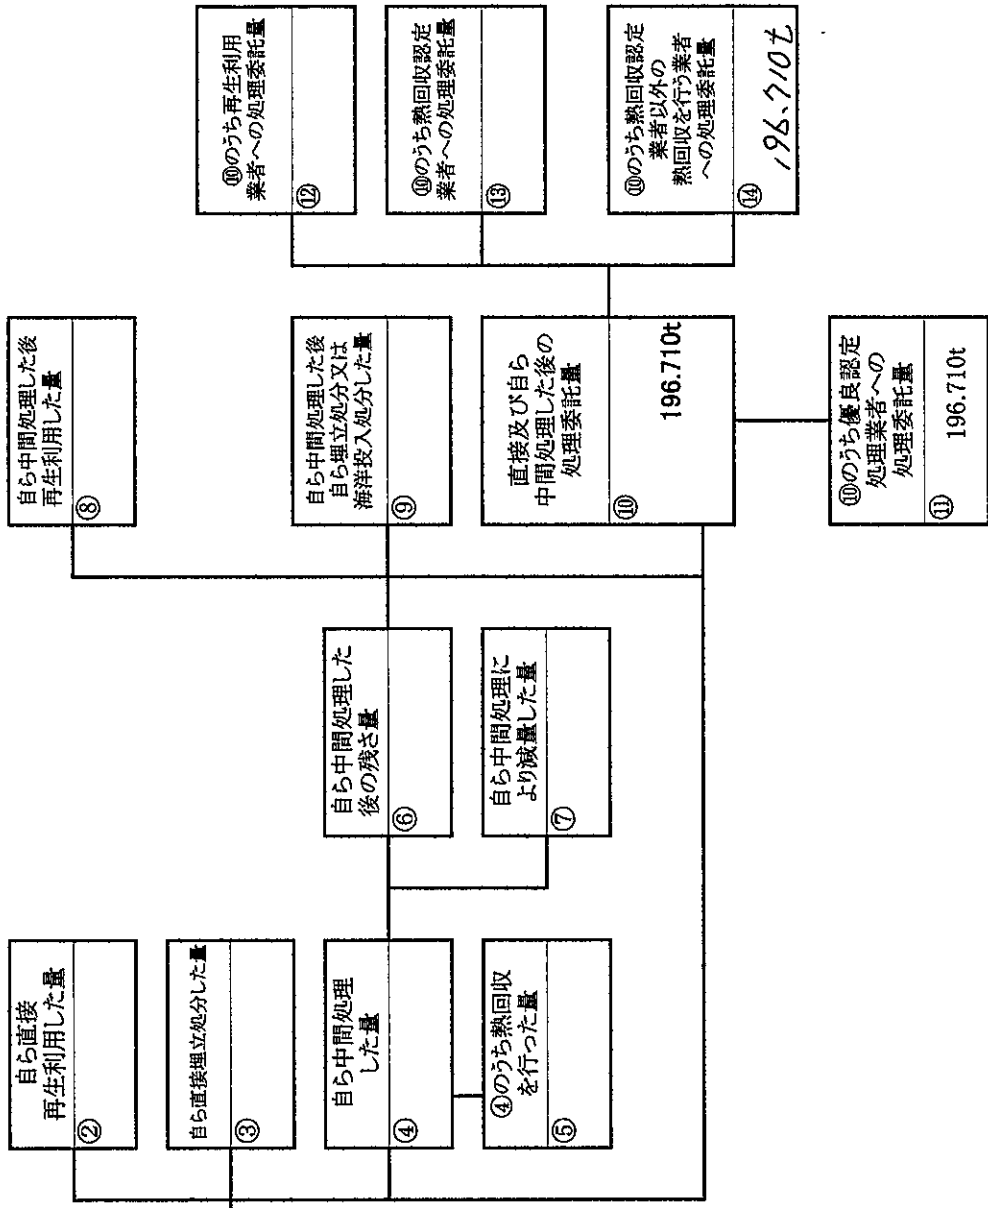 自ら直接
再生利用した量
②
自ら直接埋立処分した量
③
自ら中間処理
した量
④
④のうち熱回収
を行った量
⑤
自ら中間処理した
後の残さ量
⑥
自ら中間処理に
より減量した量
⑦
自ら中間処理した後
再生利用した量
⑧
自ら中間処理した後
自ら埋立処分又は
海洋投入処分した量
⑨
直接及び自ら
中間処理した後の
処理委託量
⑩
196.710t
⑩のうち優良認定
処理業者への
処理委託量
⑪
196.710t
⑩のうち再生利用
業者への処理委託量
⑫
⑩のうち熱回収認定
業者への処理委託量
⑬
⑩のうち熱回収認定
業者以外の
熱回収を行う業者
への処理委託量
⑭
196.710t